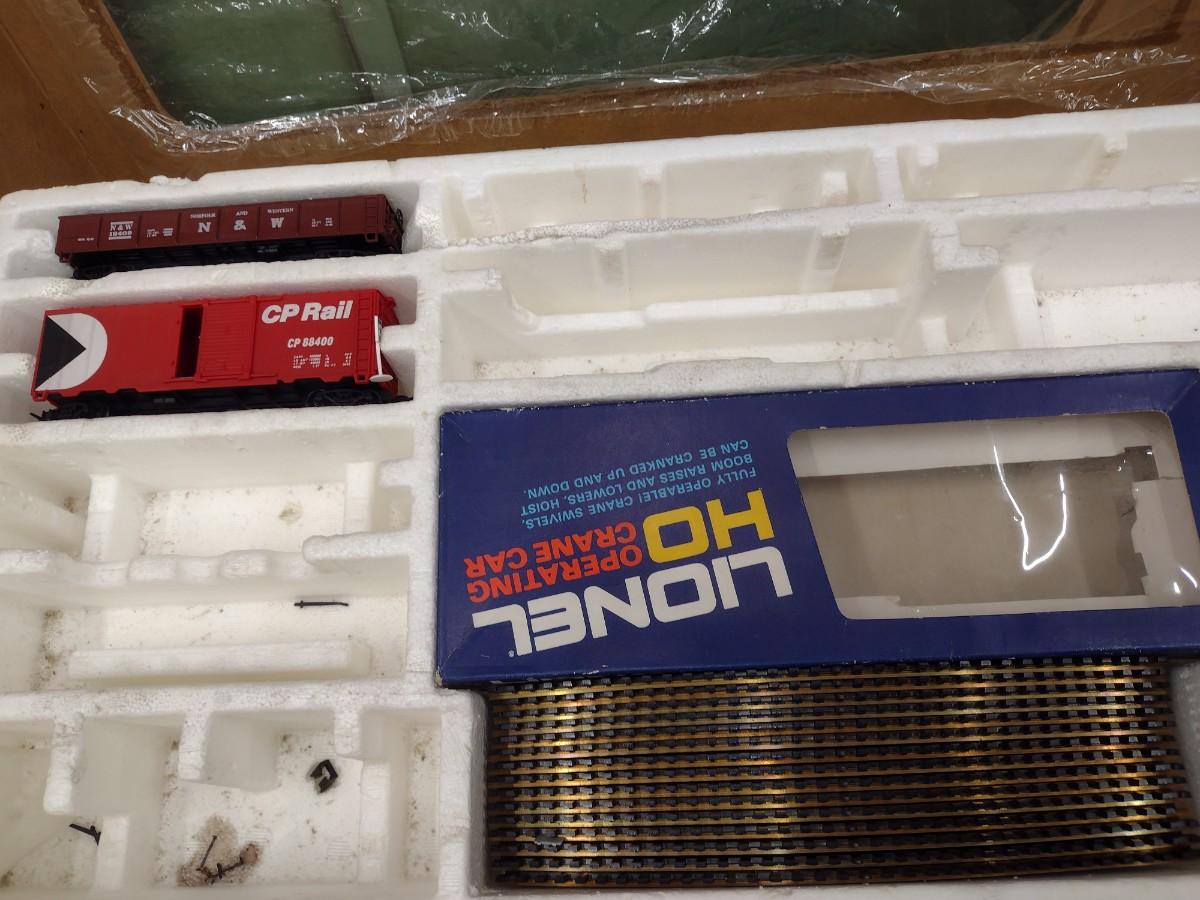 NORFOLK AND WESTERN
N&W
18409
N & W
CP Rail
CP 88400
LIONEL®
HO OPERATING
CRANE CAR
FULLY OPERABLE! CRANE SWIVELS,
BOOM RAISES AND LOWERS, HOIST
CAN BE CRANKED UP AND DOWN.